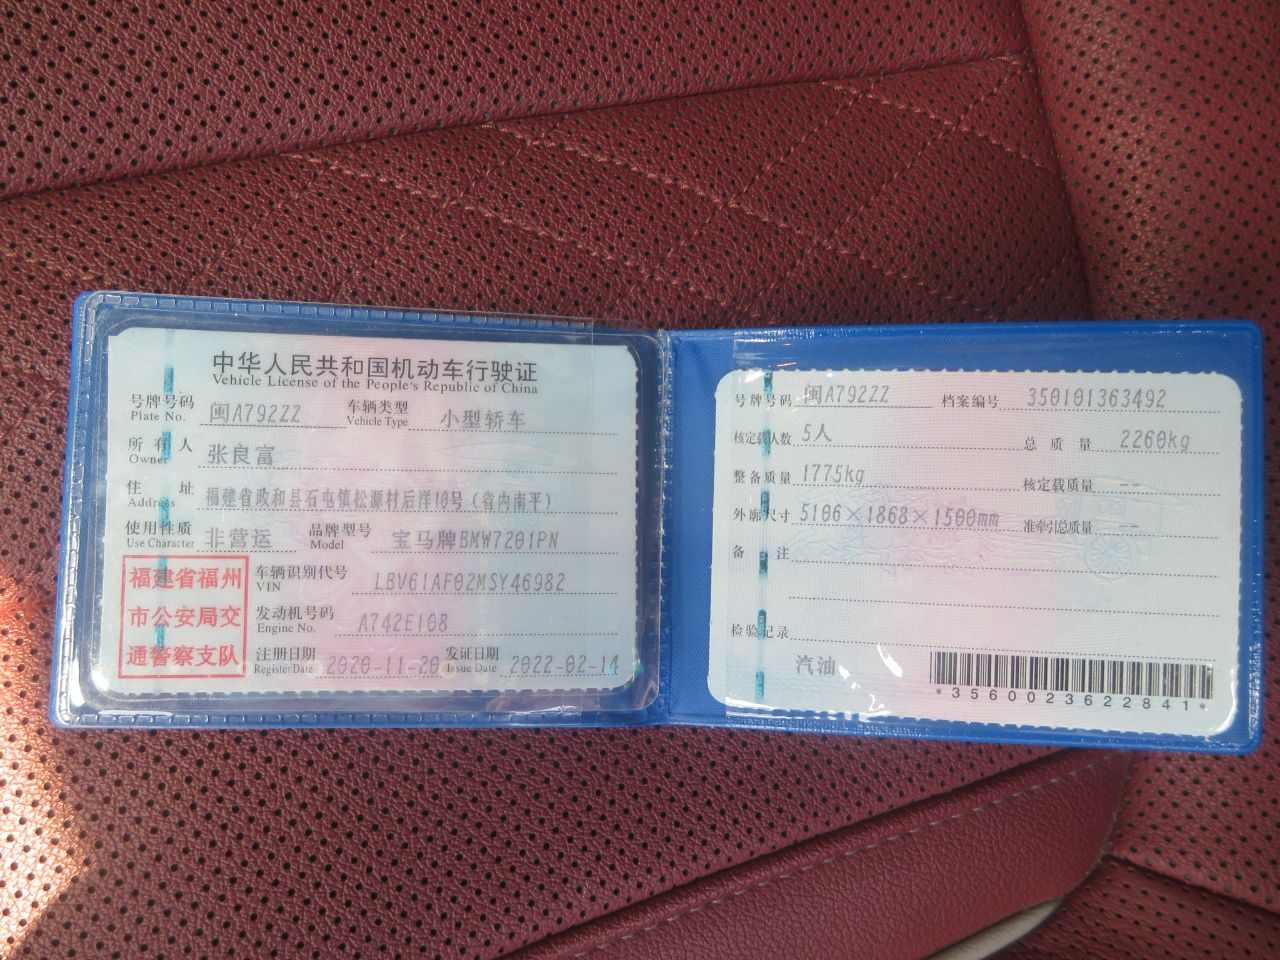 中华人民共和国机动车行驶证
Vehicle License of the People's Republic of China
号牌号码 闽A792ZZ 车辆类型 小型轿车
Plate No. Vehicle Type
所有人 张良富
Owner
住址 福建省政和县石屯镇松源村后洋10号（省内南平）
Address
使用性质 非营运 品牌型号 宝马牌BMW7201PN
Use Character Model
福建省福州
市公安局交
通警察支队
车辆识别代号 LBV61AF02MSY46982
VIN
发动机号码 A742E108
Engine No.
注册日期 2020-11-20 发证日期 2022-02-14
Register Date Issue Date
号牌号码 闽A792ZZ 档案编号 350101363492
核定载人数 5人 总质量 2260kg
整备质量 1775kg 核定载质量 --
外廓尺寸 5106×1868×1500mm 准牵引总质量 --
备注
检验记录
汽油
*3560023622841*